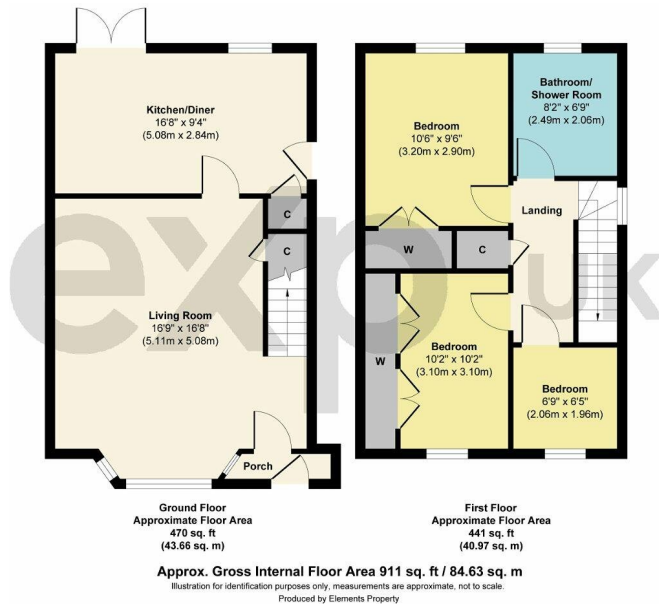 Kitchen/Diner
16'8" x 9'4"
(5.08m x 2.84m)
C
C
Living Room
16'9" x 16'8"
(5.11m x 5.08m)
Porch
Ground Floor
Approximate Floor Area
470 sq. ft
(43.66 sq. m)
Bathroom/
Shower Room
8'2" x 6'9"
(2.49m x 2.06m)
Bedroom
10'6" x 9'6"
(3.20m x 2.90m)
Landing
W
C
W
Bedroom
10'2" x 10'2"
(3.10m x 3.10m)
Bedroom
6'9" x 6'5"
(2.06m x 1.96m)
First Floor
Approximate Floor Area
441 sq. ft
(40.97 sq. m)
exp UK
Approx. Gross Internal Floor Area 911 sq. ft / 84.63 sq. m
Illustration for identification purposes only, measurements are approximate, not to scale.
Produced by Elements Property